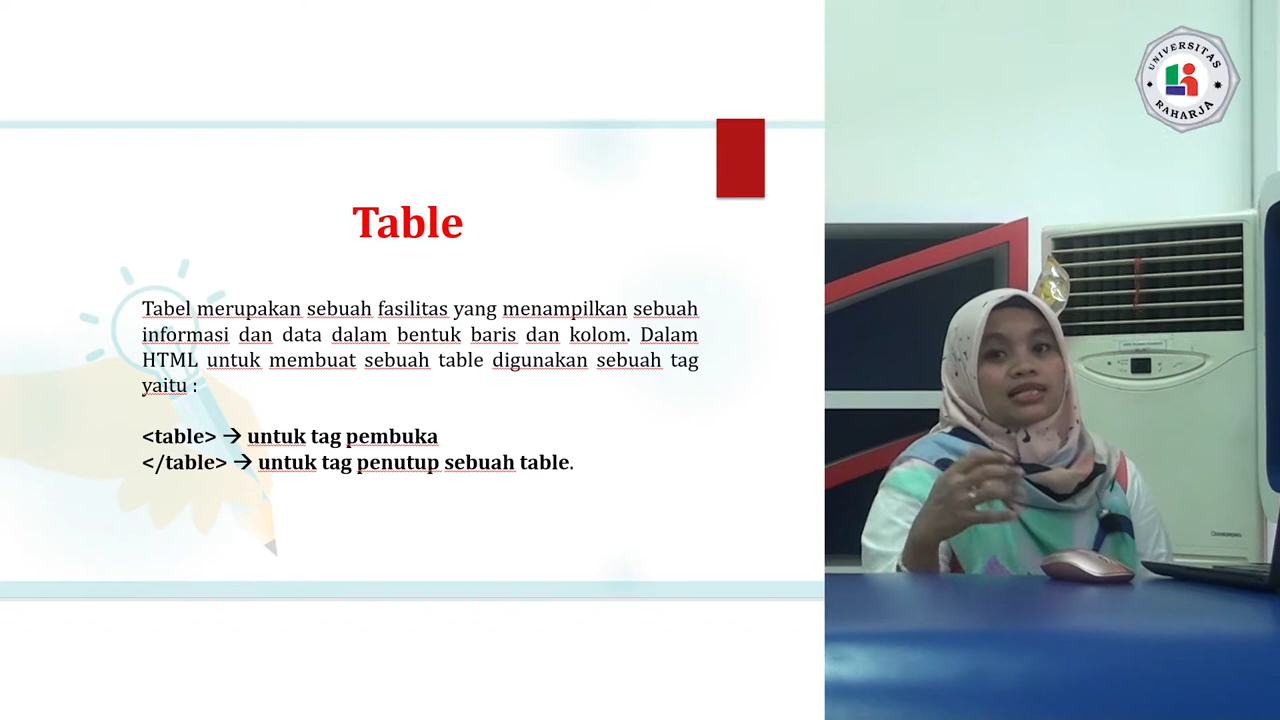 Table
Tabel merupakan sebuah fasilitas yang menampilkan sebuah
informasi dan data dalam bentuk baris dan kolom. Dalam
HTML untuk membuat sebuah table digunakan sebuah tag
yaitu :
<table> → untuk tag pembuka
</table> → untuk tag penutup sebuah table.
UNIVERSITAS
RAHARJA